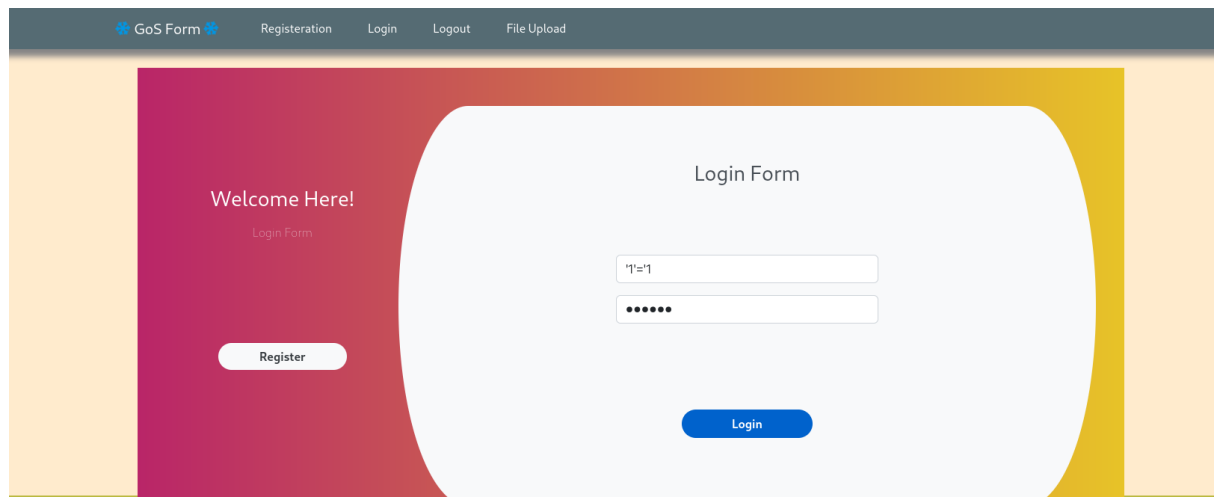 GoS Form Registeration Login Logout File Upload
Login Form
Welcome Here!
Login Form
'1'='1
••••••
Register
Login